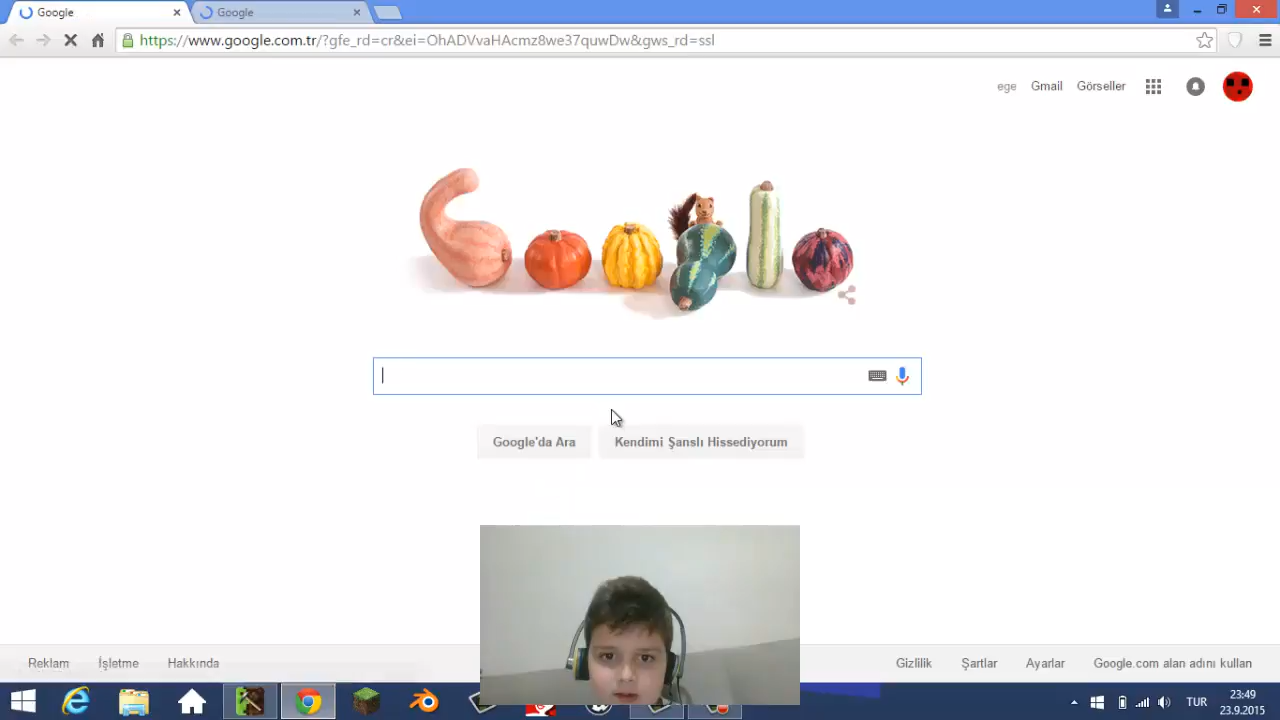 Google
Google
https://www.google.com.tr/?gfe_rd=cr&ei=OhADVvaHAcmz8we37quwDw&gws_rd=ssl
ege Gmail Görseller
Google'da Ara
Kendimi Şanslı Hissediyorum
Reklam İşletme Hakkında
Gizlilik Şartlar Ayarlar Google.com alan adını kullan
TUR
23:49
23.9.2015